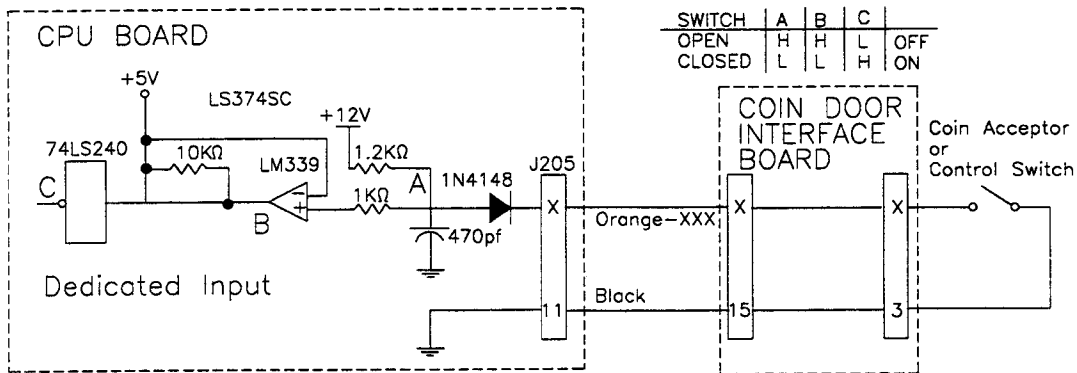 SWITCH A B C
OPEN H H L OFF
CLOSED L L H ON
CPU BOARD
+5V
LS374SC
+12V
74LS240
10KΩ
LM339
1.2KΩ
A
1N4148
J205
C
B
−
+
1KΩ
470pf
X
Orange-XXX
COIN DOOR
INTERFACE
BOARD
X
X
Coin Acceptor
or
Control Switch
Dedicated Input
11
Black
15
3